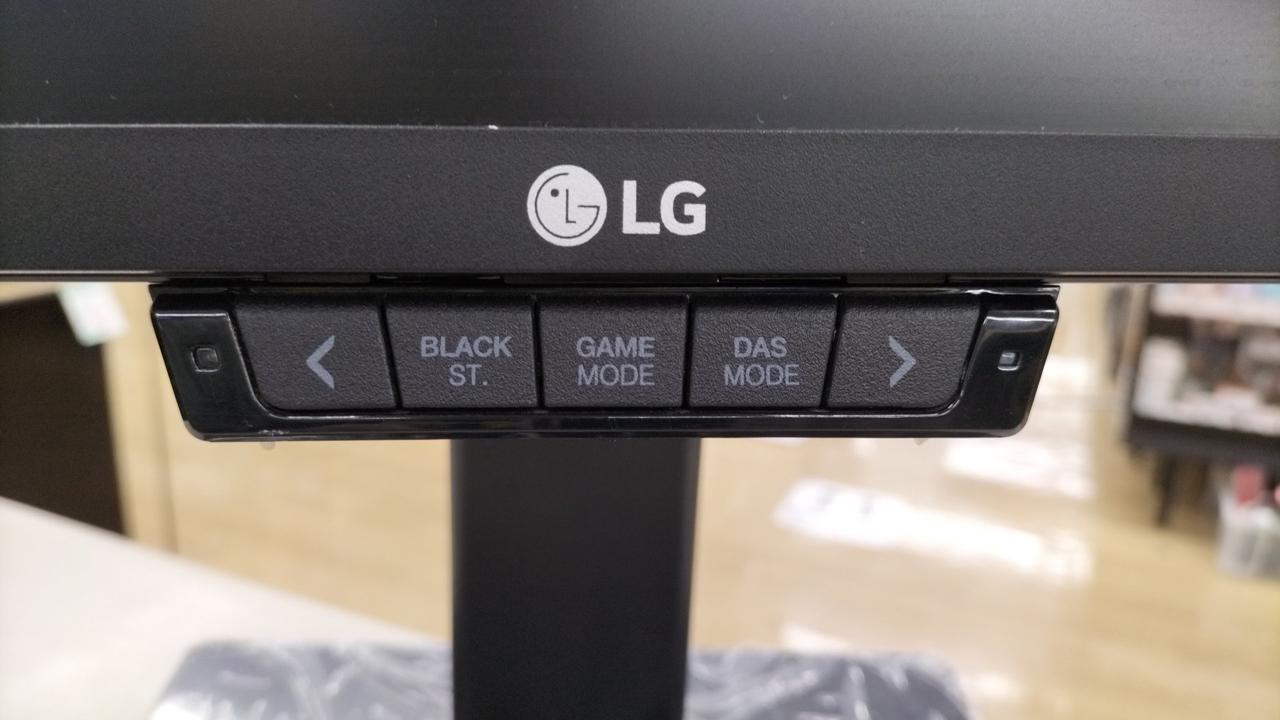 LG
<
BLACK
ST.
GAME
MODE
DAS
MODE
>